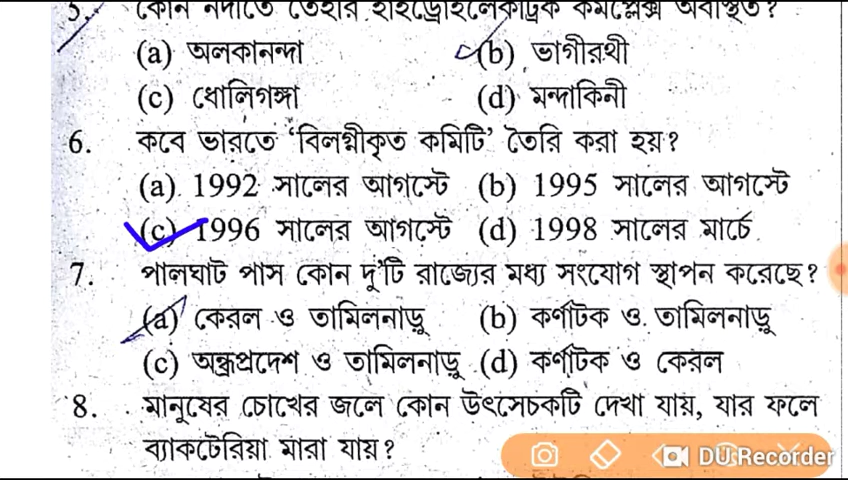 5. কোন নদীতে তেহরি হাইড্রোইলেকট্রিক কমপ্লেক্স অবস্থিত?
(a) অলকানন্দা (b) ভাগীরথী
(c) ধোলিগঙ্গা (d) মন্দাকিনী
6. কবে ভারতে ‘বিলগ্নীকৃত কমিটি’ তৈরি করা হয়?
(a) 1992 সালের আগস্টে (b) 1995 সালের আগস্টে
(c) 1996 সালের আগস্টে (d) 1998 সালের মার্চে
7. পালঘাট পাস কোন দু'টি রাজ্যের মধ্য সংযোগ স্থাপন করেছে?
(a) কেরল ও তামিলনাড়ু (b) কর্ণাটক ও তামিলনাড়ু
(c) অন্ধ্রপ্রদেশ ও তামিলনাড়ু (d) কর্ণাটক ও কেরল
8. মানুষের চোখের জলে কোন উৎসেচকটি দেখা যায়, যার ফলে
ব্যাকটেরিয়া মারা যায়?
DU Recorder